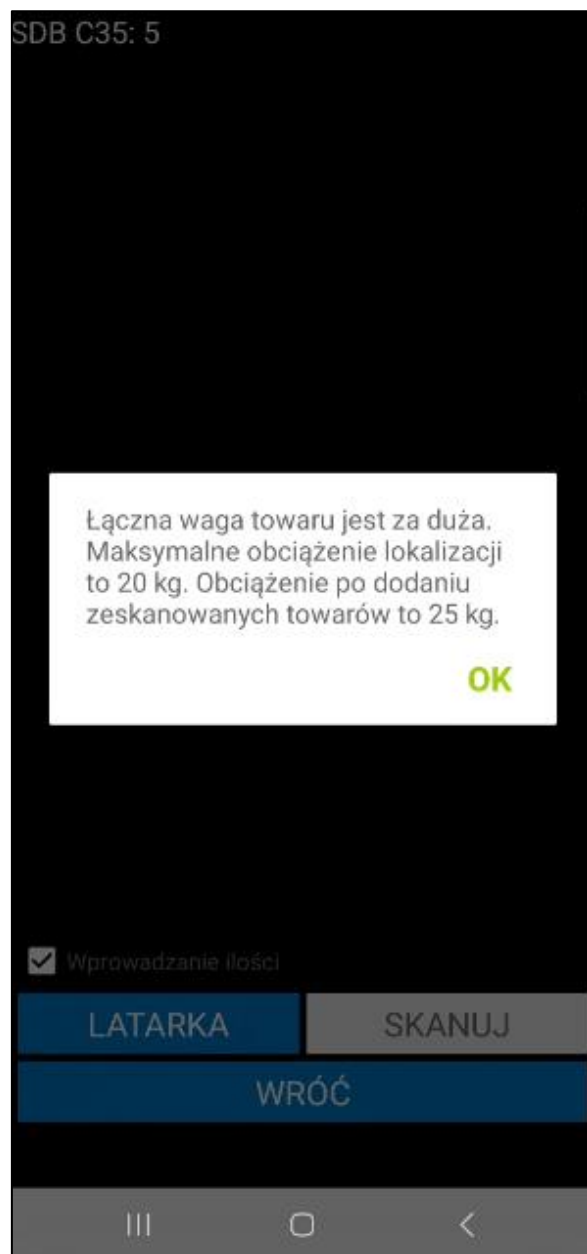 SDB C35: 5
Łączna waga towaru jest za duża.
Maksymalne obciążenie lokalizacji
to 20 kg. Obciążenie po dodaniu
zeskanowanych towarów to 25 kg.
OK
Wprowadzanie ilości
LATARKA
SKANUJ
WRÓĆ